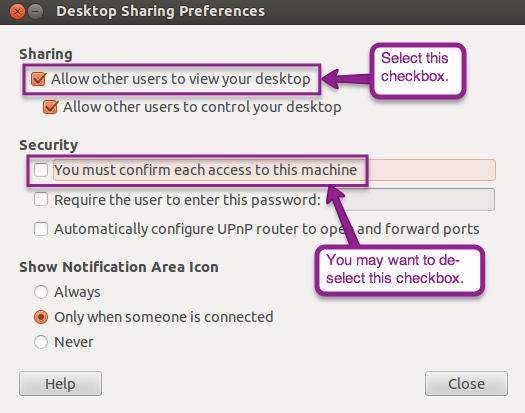 Desktop Sharing Preferences
Sharing
Select this
checkbox.
Allow other users to view your desktop
Allow other users to control your desktop
Security
You must confirm each access to this machine
Require the user to enter this password:
Automatically configure UPnP router to open and forward ports
You may want to de-
select this checkbox.
Show Notification Area Icon
Always
Only when someone is connected
Never
Help
Close